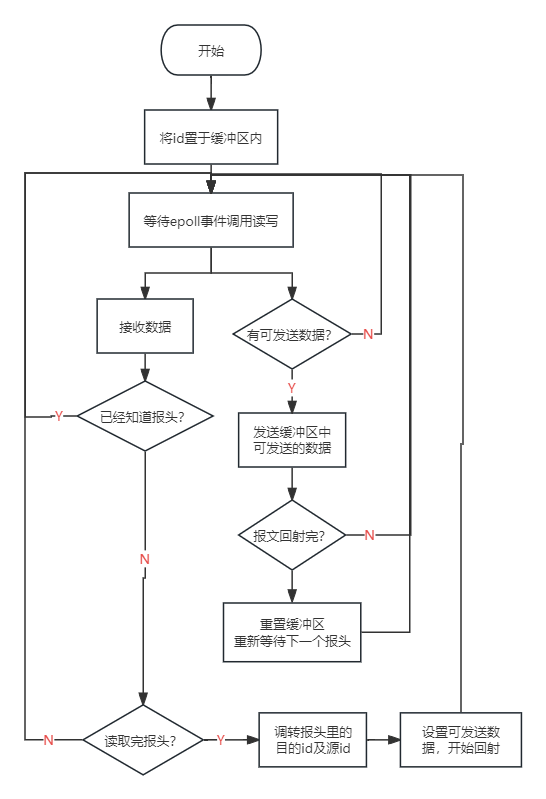 开始
将id置于缓冲区内
等待epoll事件调用读写
接收数据
有可发送数据?
N
Y
已经知道报头?
Y
发送缓冲区中
可发送的数据
报文回射完?
N
N
重置缓冲区
重新等待下一个报头
读取完报头?
N
Y
调转报头里的
目的id及源id
设置可发送数
据，开始回射